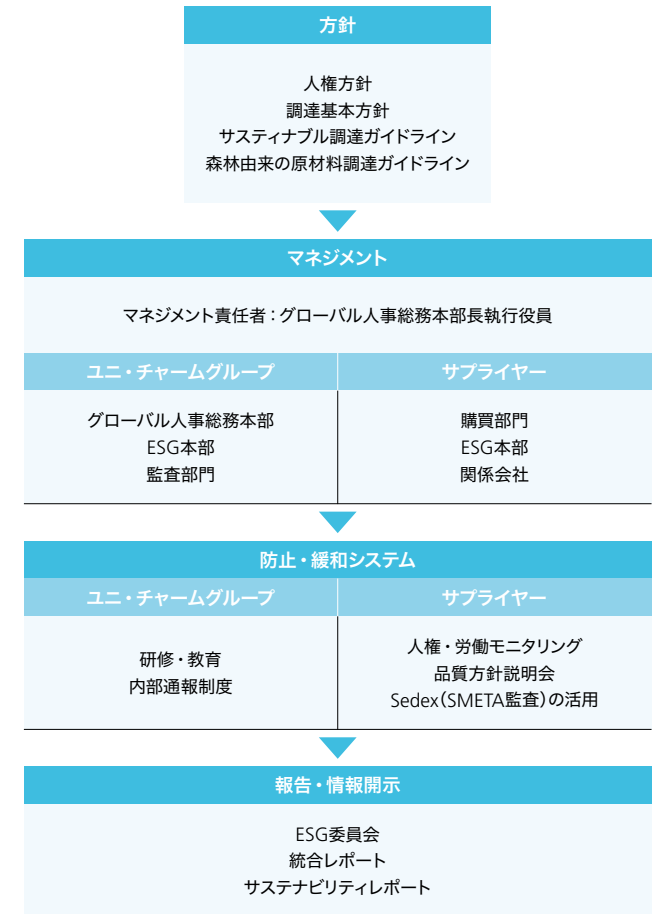 方針
人権方針
調達基本方針
サスティナブル調達ガイドライン
森林由来の原材料調達ガイドライン
マネジメント
マネジメント責任者：グローバル人事総務本部長執行役員
ユニ・チャームグループ
サプライヤー
グローバル人事総務本部
ESG本部
監査部門
購買部門
ESG本部
関係会社
防止・緩和システム
ユニ・チャームグループ
サプライヤー
研修・教育
内部通報制度
人権・労働モニタリング
品質方針説明会
Sedex（SMETA監査）の活用
報告・情報開示
ESG委員会
統合レポート
サステナビリティレポート